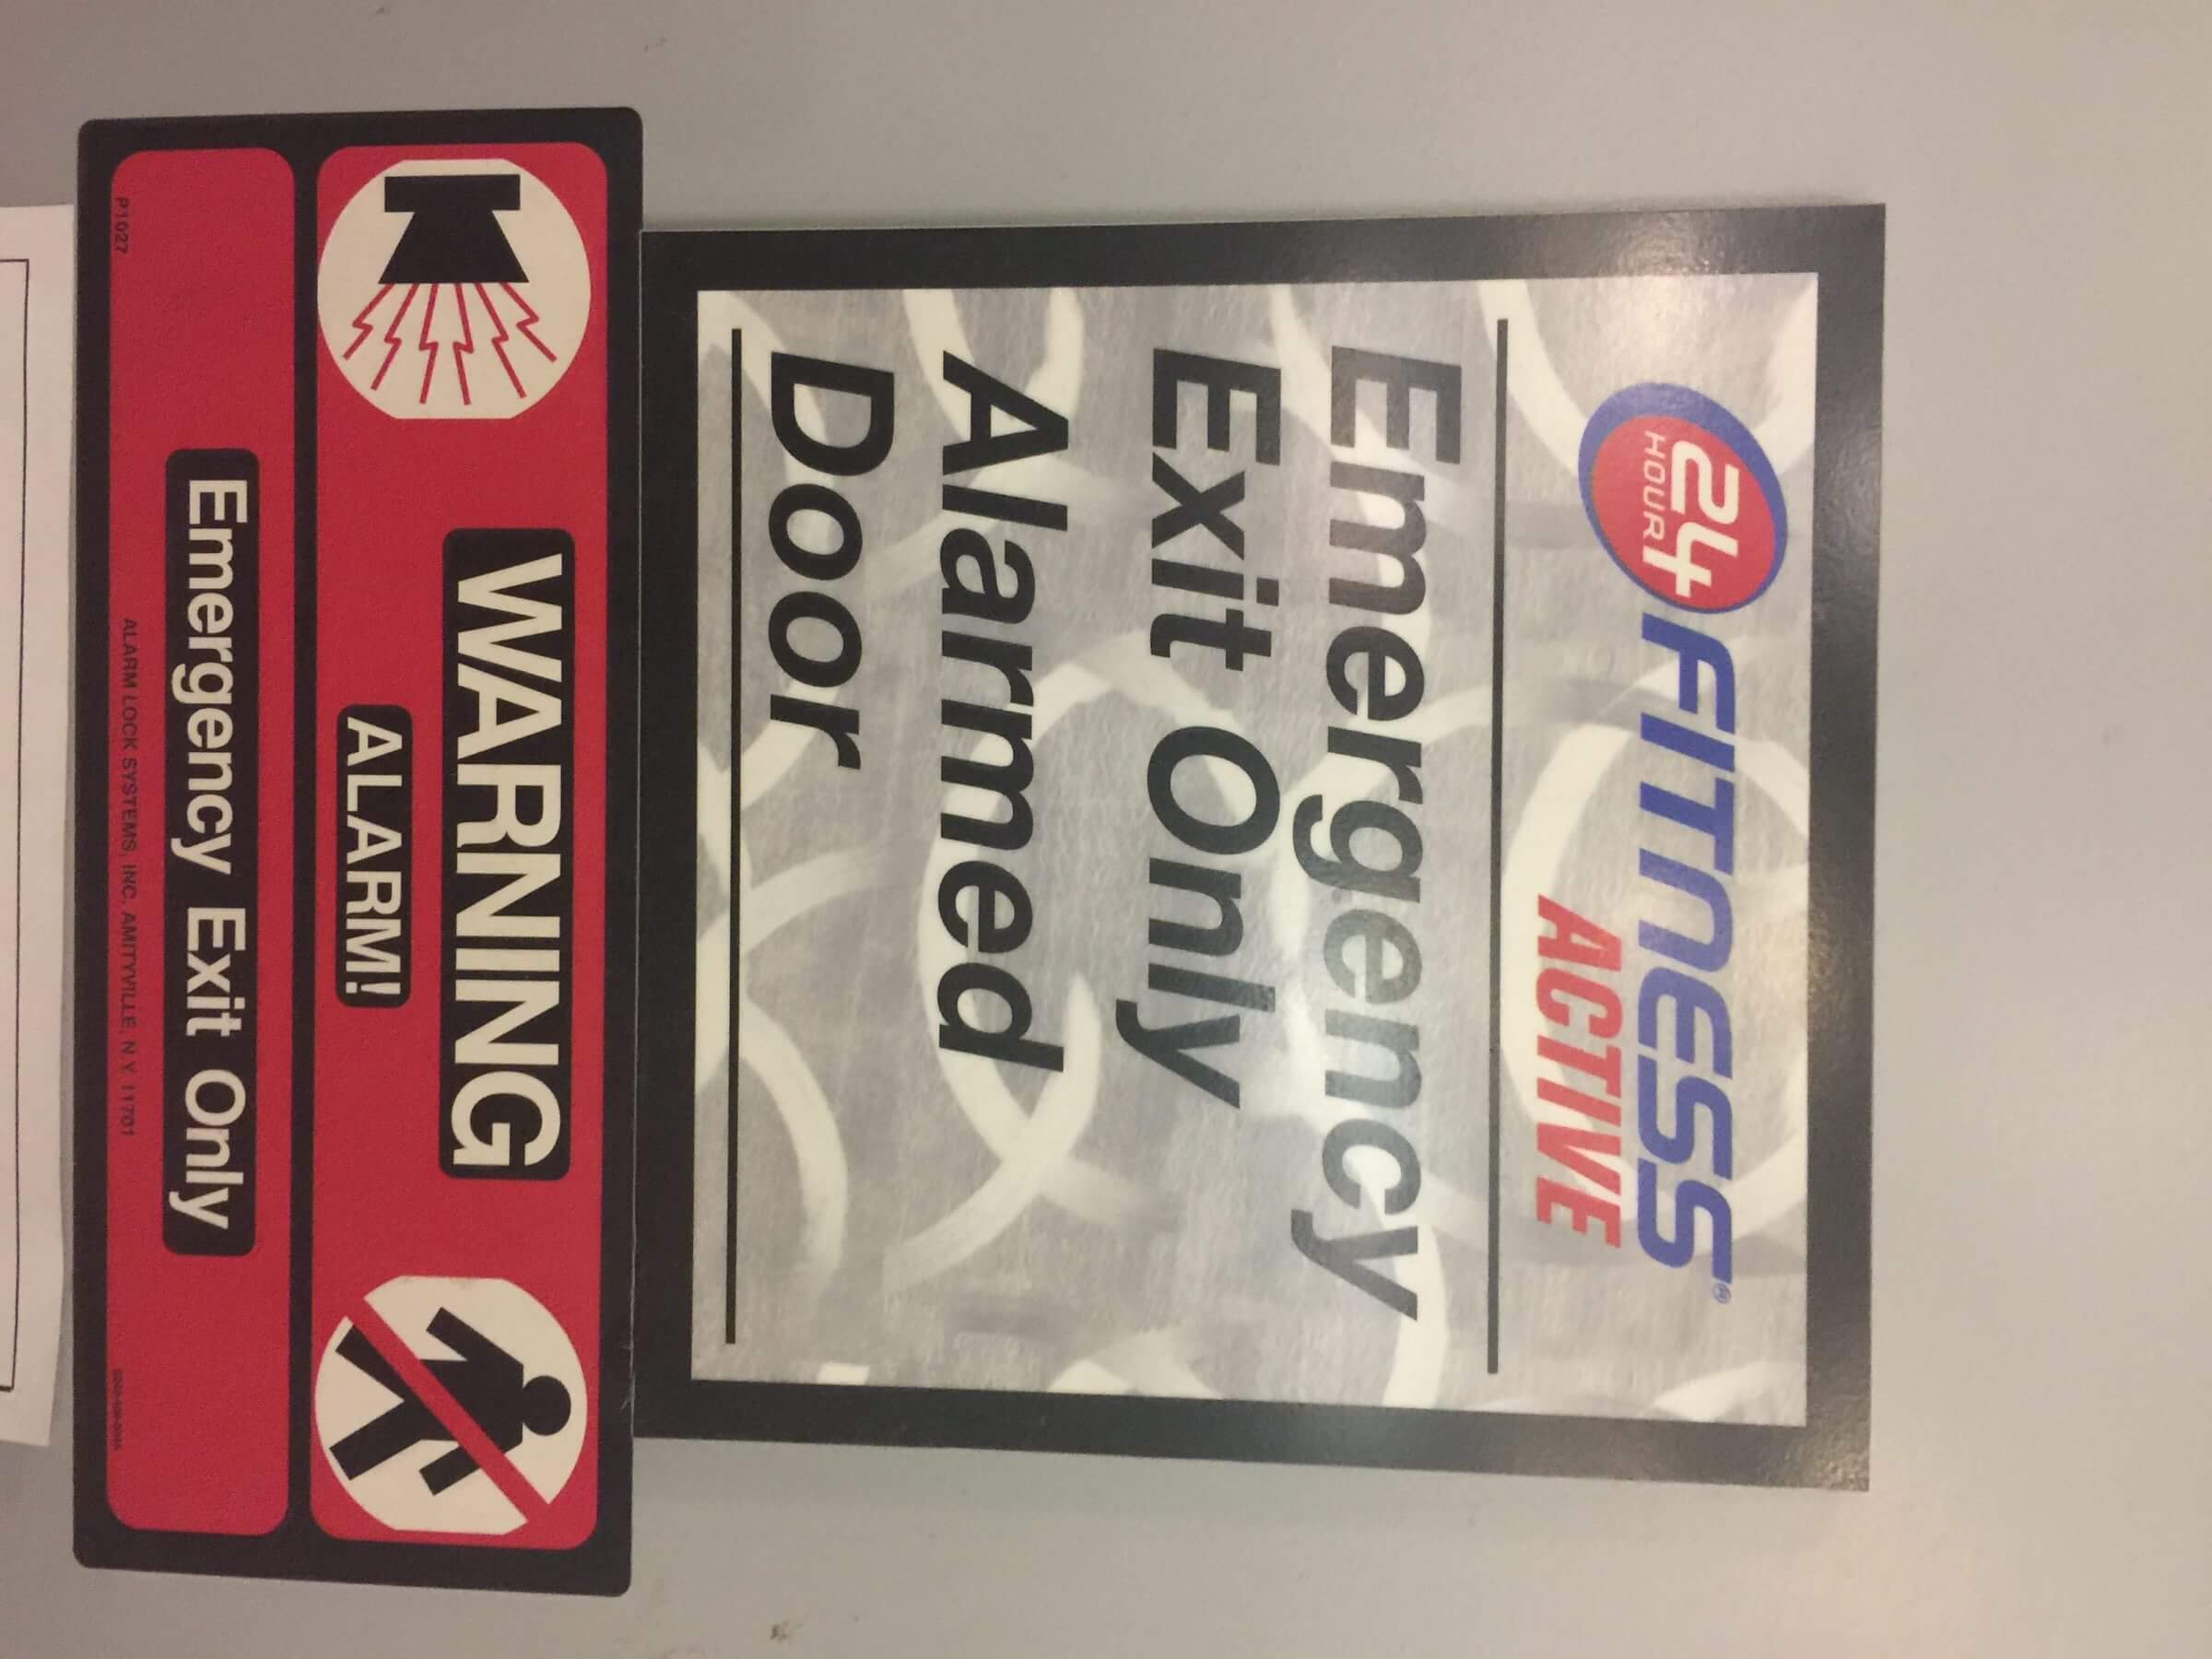 24
HOUR
FITNESS®
ACTIVE
Emergency
Exit Only
Alarmed
Door
WARNING
ALARM!
Emergency Exit Only
P1027
ALARM LOCK SYSTEMS, INC. AMITYVILLE, N.Y. 11701